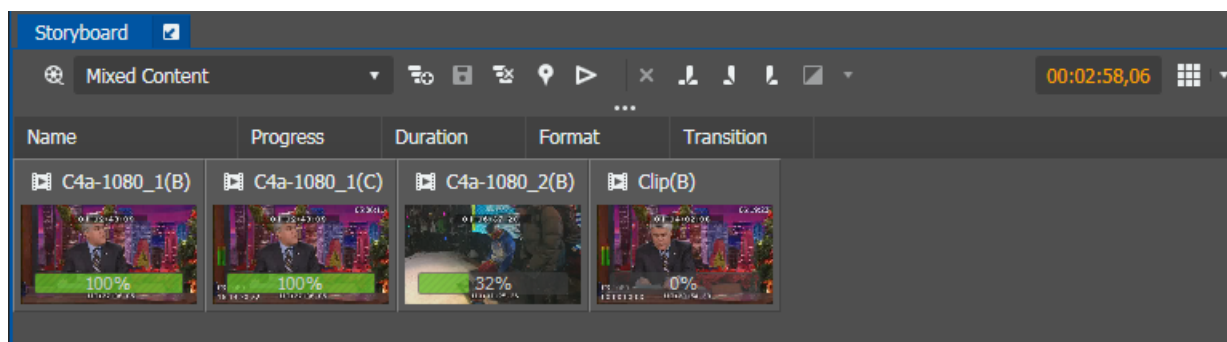 Storyboard
Mixed Content
00:02:58,06
Name Progress Duration Format Transition
C4a-1080_1(B) C4a-1080_1(C) C4a-1080_2(B) Clip(B)
100% 100% 32% 0%